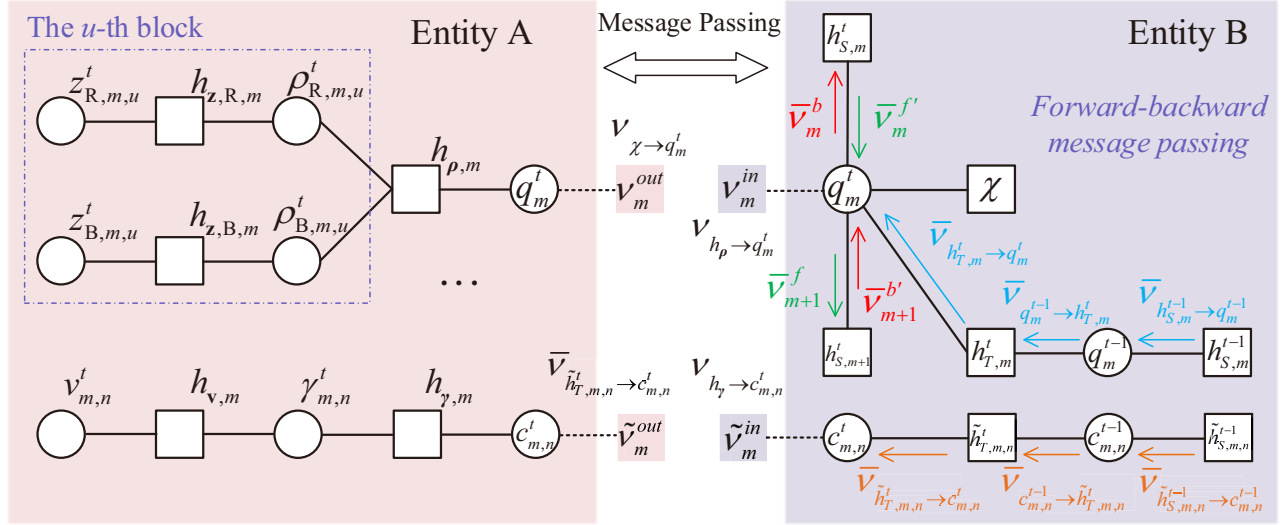 The u-th block
Entity A
Message Passing
Entity B
Forward-backward
message passing
z^t_{R,m,u}
h_{z,R,m}
ρ^t_{R,m,u}
h_{ρ,m}
q^t_m
z^t_{B,m,u}
h_{z,B,m}
ρ^t_{B,m,u}
...
ν_{χ→q^t_m}
ν^{out}_m
ν^{in}_m
ν_{h_ρ→q^t_m}
h^t_{S,m}
ν̅^b_m
ν̅^{f'}_m
q^t_m
χ
ν̅_{h^t_{T,m}→q^t_m}
ν̅^f_{m+1}
ν̅^{b'}_{m+1}
ν̅_{q^{t-1}_m→h^t_{T,m}}
ν̅_{h^{t-1}_{S,m}→q^{t-1}_m}
h^t_{S,m+1}
h^t_{T,m}
q^{t-1}_m
h^{t-1}_{S,m}
v^t_{m,n}
h_{v,m}
γ^t_{m,n}
h_{γ,m}
c^t_{m,n}
ν̅_{h̃^t_{T,m,n}→c^t_{m,n}}
ν̃^{out}_m
ν_{h_γ→c^t_{m,n}}
ν̃^{in}_m
c^t_{m,n}
h̃^t_{T,m,n}
c^{t-1}_{m,n}
h̃^{t-1}_{S,m,n}
ν̅_{h̃^t_{T,m,n}→c^t_{m,n}}
ν̅_{c^{t-1}_{m,n}→h̃^t_{T,m,n}}
ν̅_{h̃^{t-1}_{S,m,n}→c^{t-1}_{m,n}}